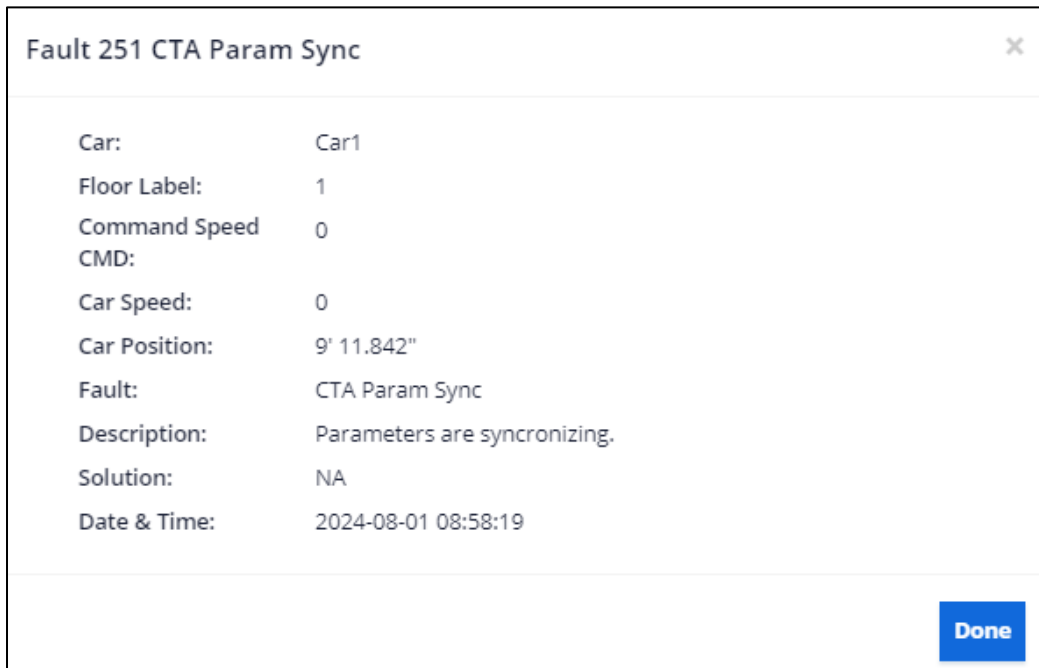 Fault 251 CTA Param Sync ×
Car: Car1
Floor Label: 1
Command Speed CMD: 0
Car Speed: 0
Car Position: 9' 11.842"
Fault: CTA Param Sync
Description: Parameters are syncronizing.
Solution: NA
Date & Time: 2024-08-01 08:58:19
Done